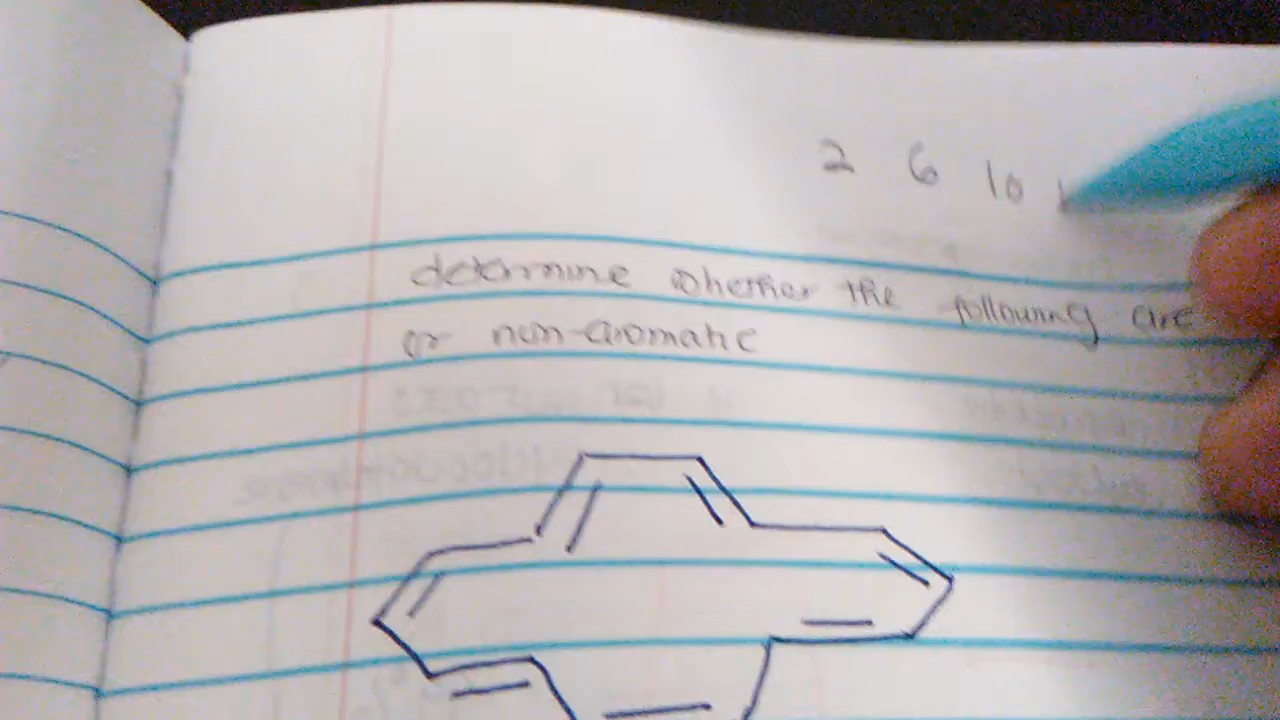 2 6 10
determine whether the following are
or non-aromatic